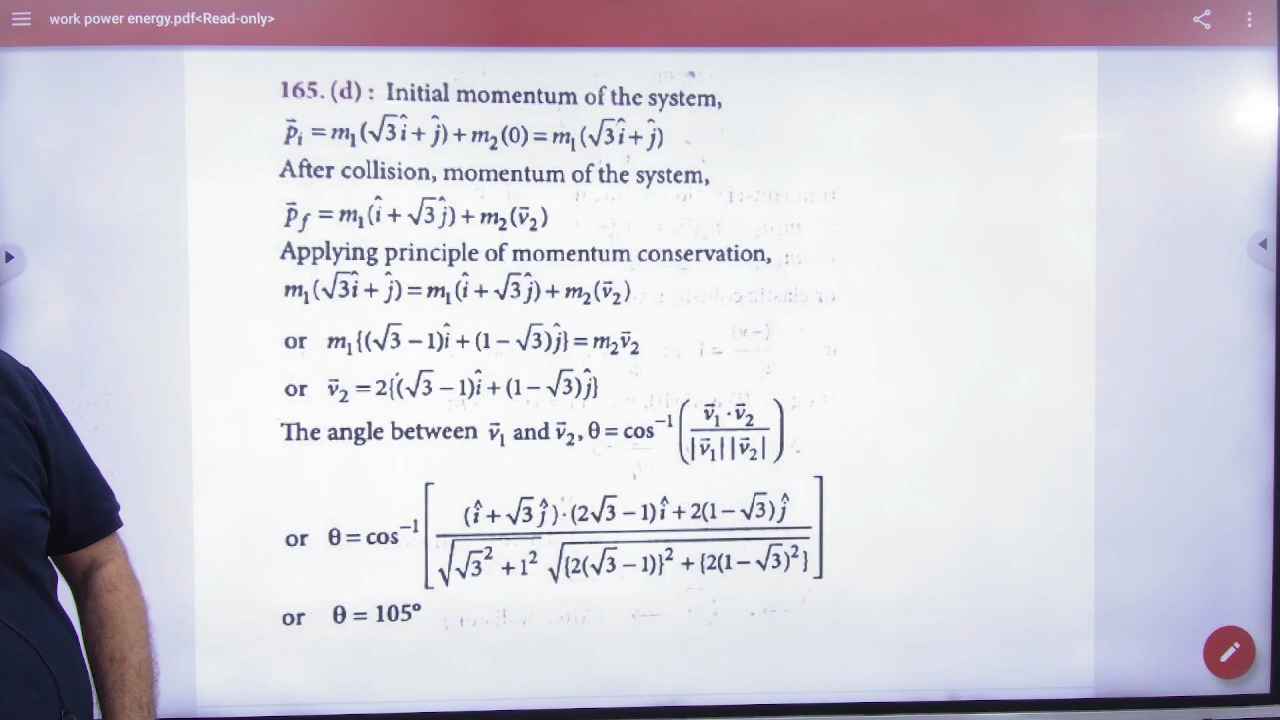 work power energy.pdf<Read-only>
165. (d) : Initial momentum of the system,
p⃗ᵢ = m₁(√3î + ĵ) + m₂(0) = m₁(√3î + ĵ)
After collision, momentum of the system,
p⃗_f = m₁(î + √3ĵ) + m₂(v⃗₂)
Applying principle of momentum conservation,
m₁(√3î + ĵ) = m₁(î + √3ĵ) + m₂(v⃗₂)
or m₁{(√3 − 1)î + (1 − √3)ĵ} = m₂v⃗₂
or v⃗₂ = 2{(√3 − 1)î + (1 − √3)ĵ}
The angle between v⃗₁ and v⃗₂, θ = cos⁻¹((v⃗₁ · v⃗₂)/(|v⃗₁||v⃗₂|))
or θ = cos⁻¹[((î + √3ĵ)·(2√3 − 1)î + 2(1 − √3)ĵ)/(√(√3² + 1²) √({2(√3 − 1)}² + {2(1 − √3)²}))]
or θ = 105°